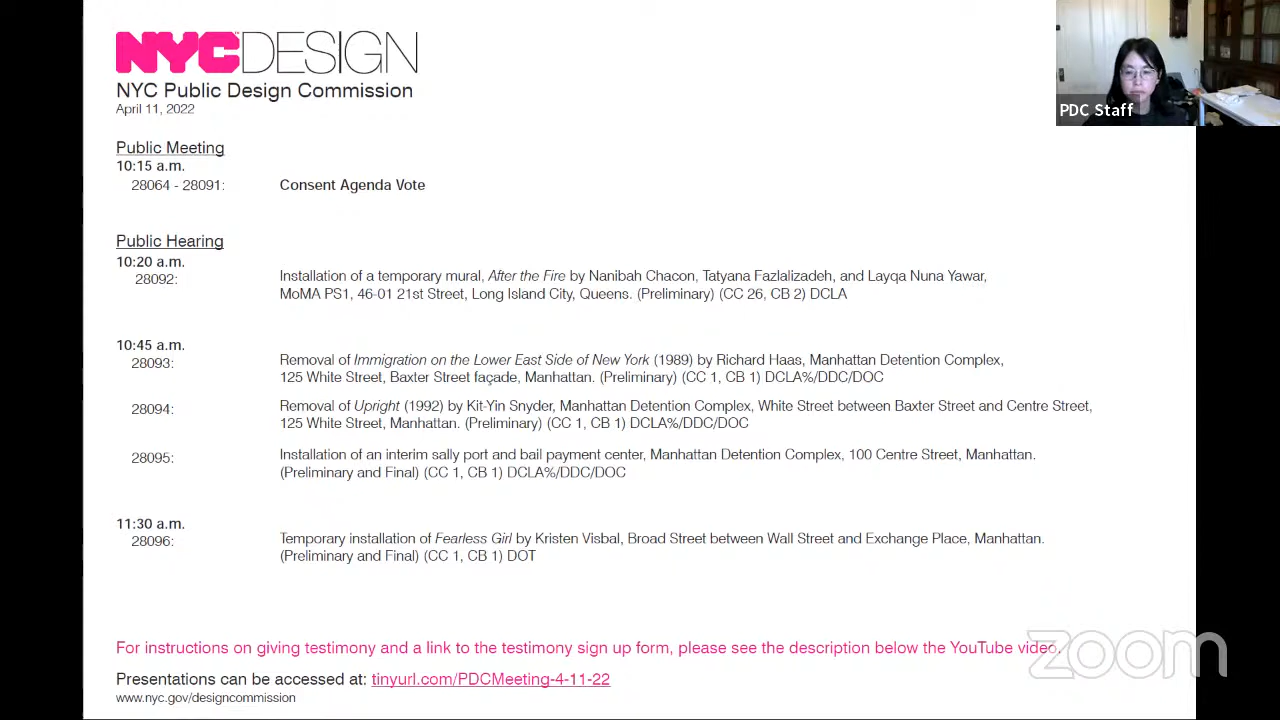 NYCDESIGN
NYC Public Design Commission
April 11, 2022
PDC Staff
Public Meeting
10:15 a.m.
28064 - 28091: Consent Agenda Vote
Public Hearing
10:20 a.m.
28092: Installation of a temporary mural, After the Fire by Nanibah Chacon, Tatyana Fazlalizadeh, and Layqa Nuna Yawar,
MoMA PS1, 46-01 21st Street, Long Island City, Queens. (Preliminary) (CC 26, CB 2) DCLA
10:45 a.m.
28093: Removal of Immigration on the Lower East Side of New York (1989) by Richard Haas, Manhattan Detention Complex,
125 White Street, Baxter Street façade, Manhattan. (Preliminary) (CC 1, CB 1) DCLA%/DDC/DOC
28094: Removal of Upright (1992) by Kit-Yin Snyder, Manhattan Detention Complex, White Street between Baxter Street and Centre Street,
125 White Street, Manhattan. (Preliminary) (CC 1, CB 1) DCLA%/DDC/DOC
28095: Installation of an interim sally port and bail payment center, Manhattan Detention Complex, 100 Centre Street, Manhattan.
(Preliminary and Final) (CC 1, CB 1) DCLA%/DDC/DOC
11:30 a.m.
28096: Temporary installation of Fearless Girl by Kristen Visbal, Broad Street between Wall Street and Exchange Place, Manhattan.
(Preliminary and Final) (CC 1, CB 1) DOT
For instructions on giving testimony and a link to the testimony sign up form, please see the description below the YouTube video.
Presentations can be accessed at: tinyurl.com/PDCMeeting-4-11-22
www.nyc.gov/designcommission
zoom